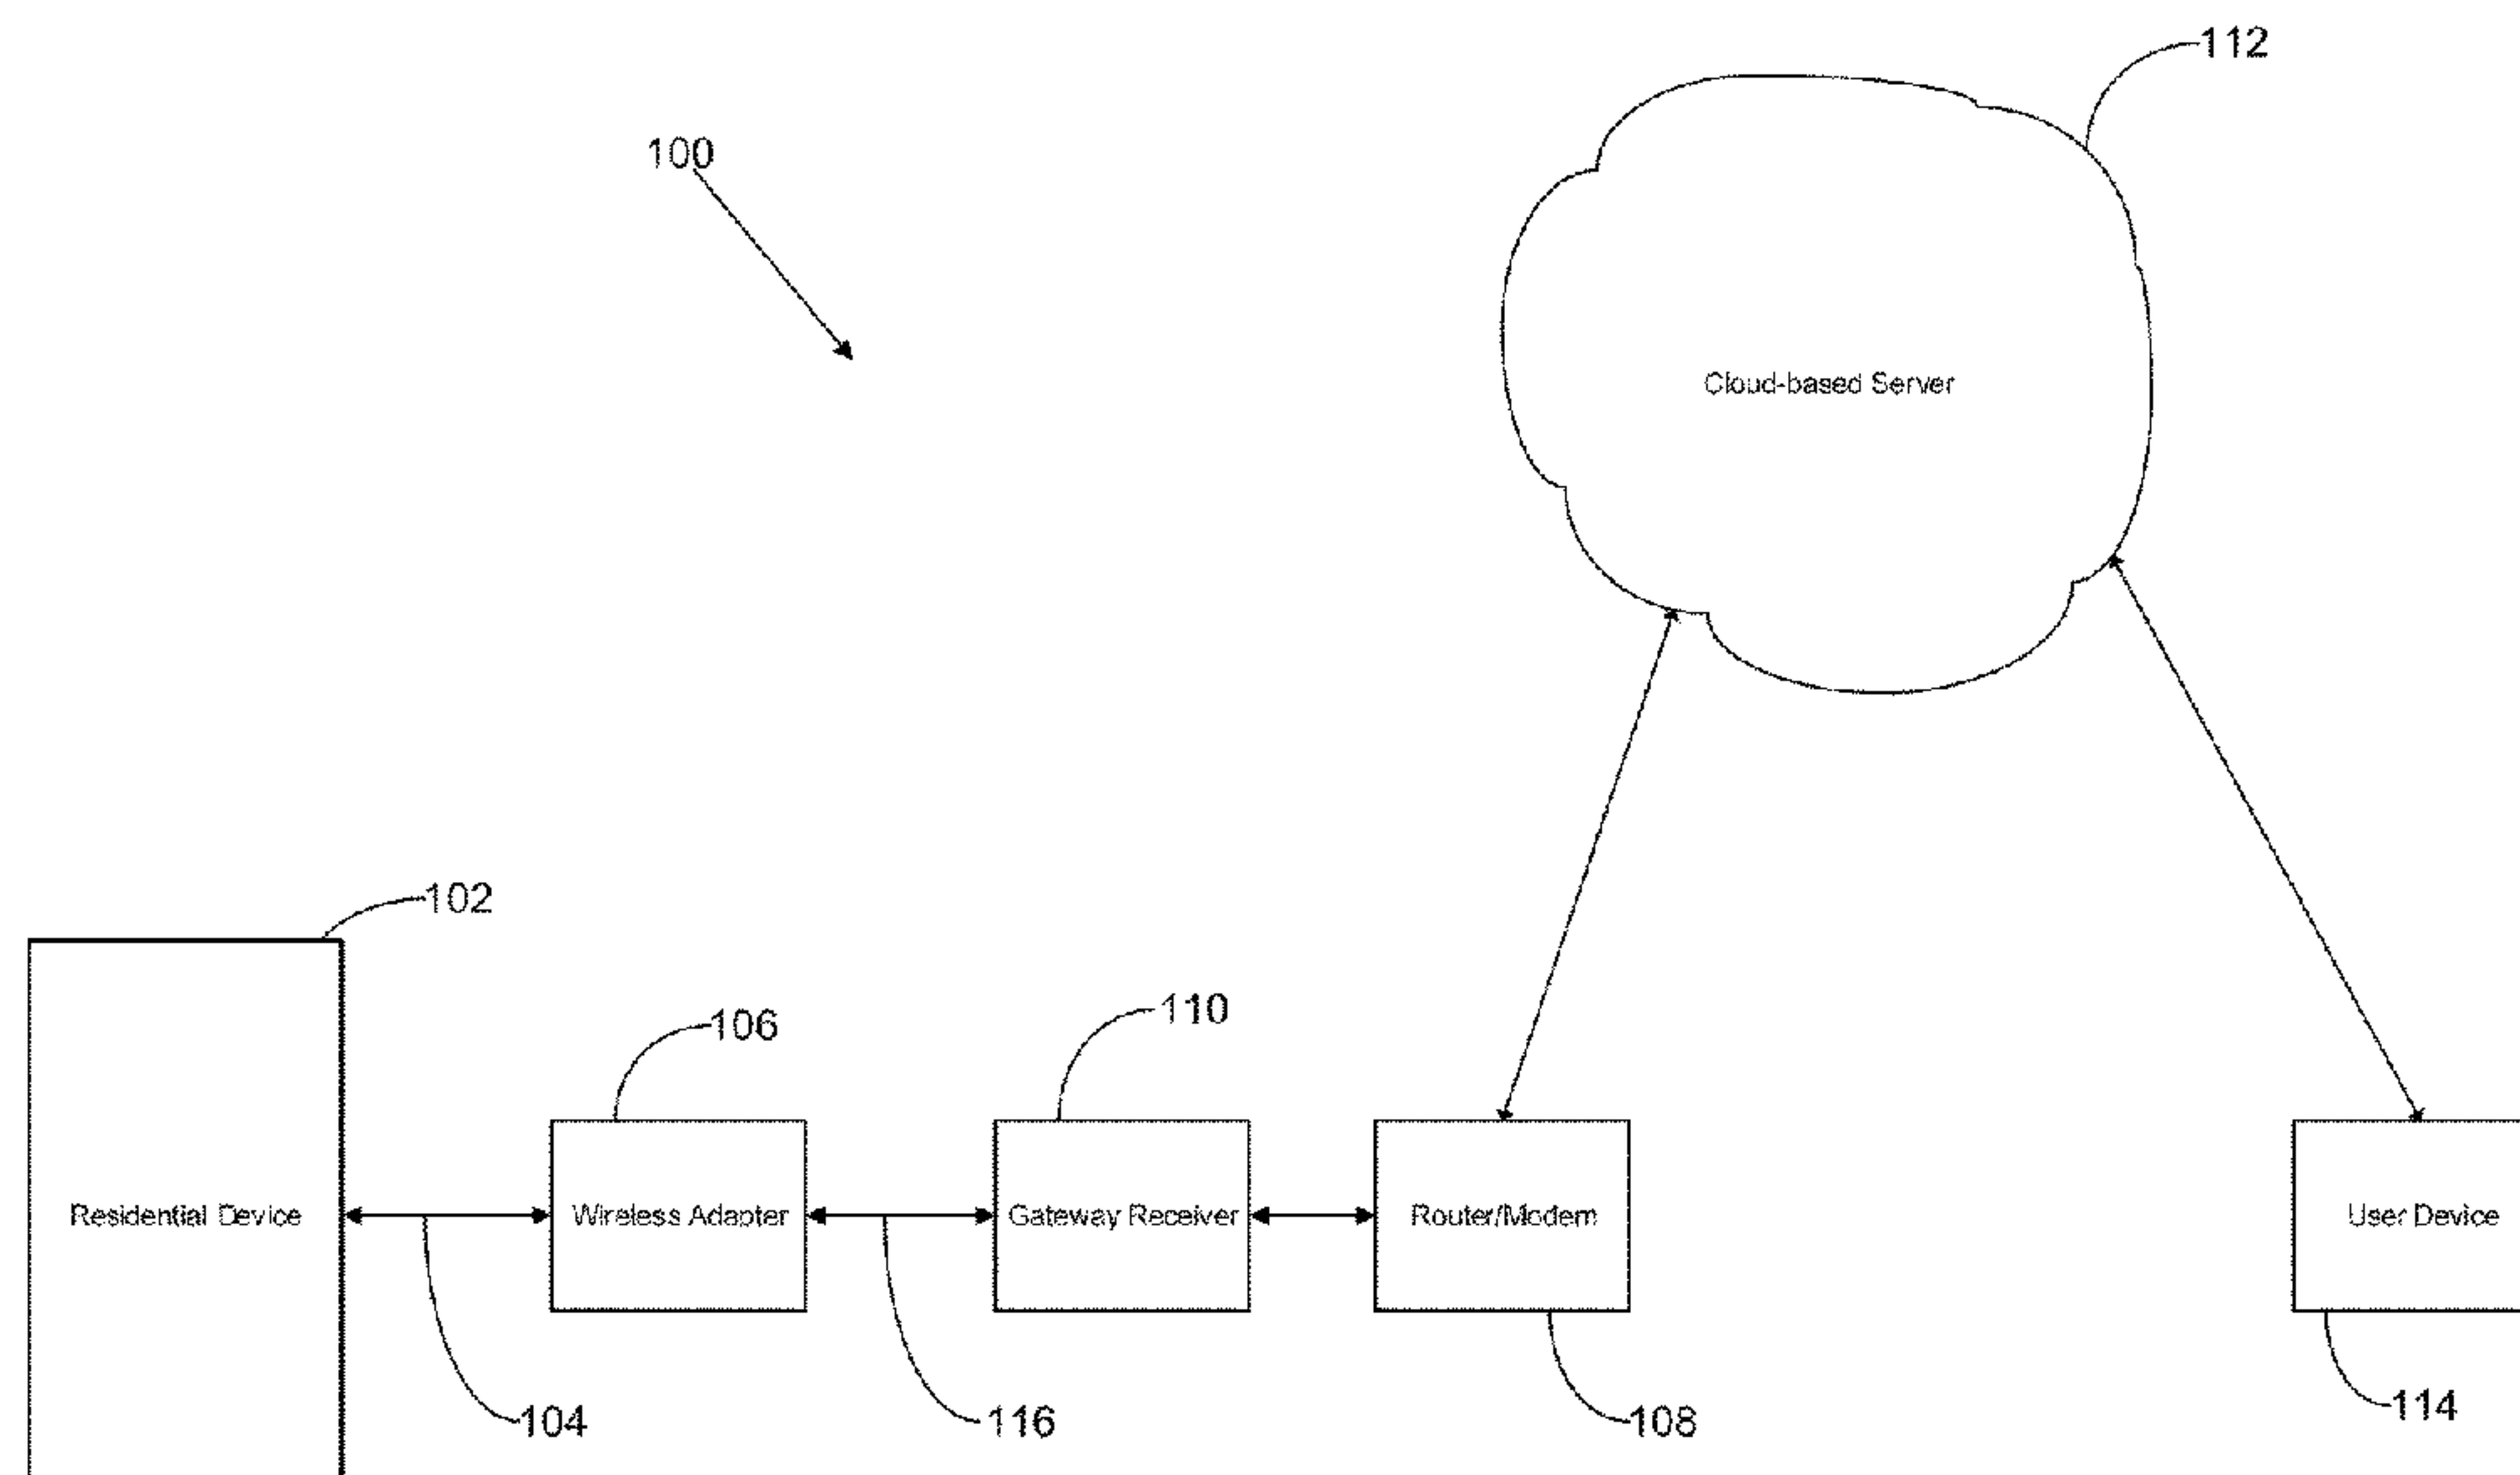 112
100
Cloud-based Server
102
106
110
Residential Device
Wireless Adapter
Gateway Receiver
Router/Modem
User Device
104
116
108
114